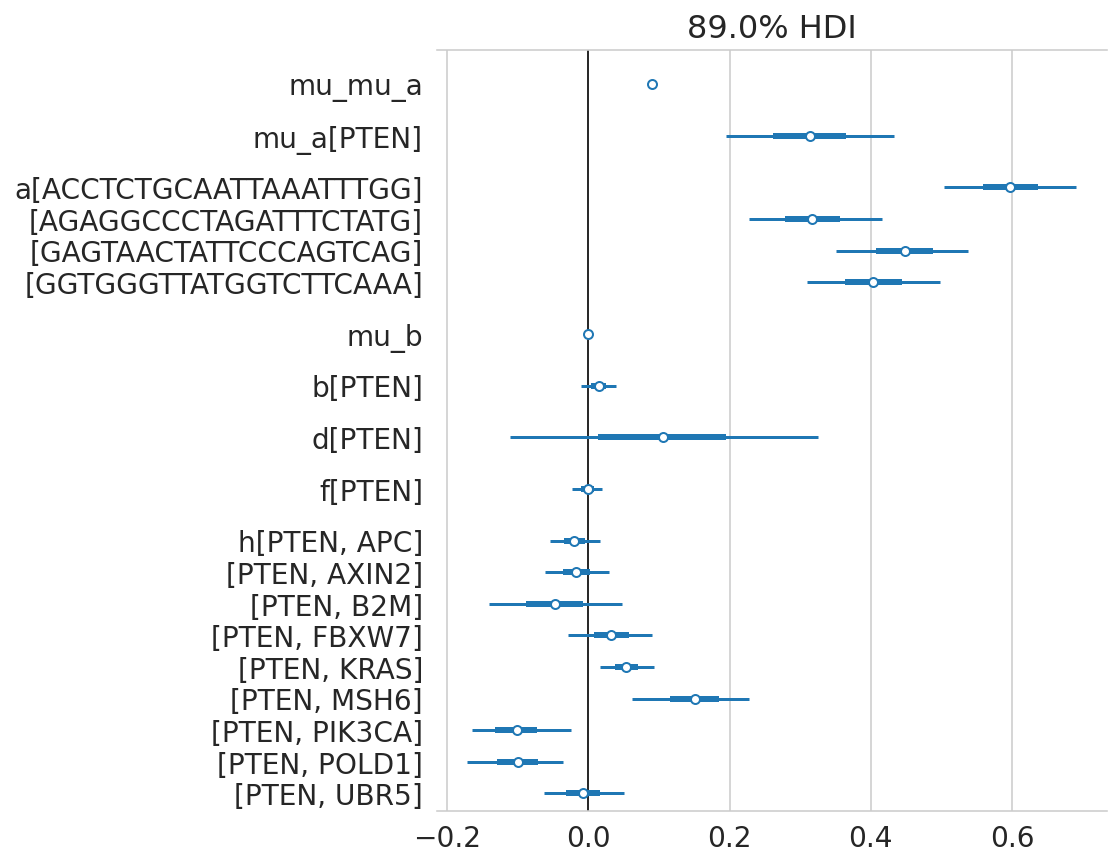 89.0% HDI
mu_mu_a
mu_a[PTEN]
a[ACCTCTGCAATTAAATTTGG]
[AGAGGCCCTAGATTTCTATG]
[GAGTAACTATTCCCAGTCAG]
[GGTGGGTTATGGTCTTCAAA]
mu_b
b[PTEN]
d[PTEN]
f[PTEN]
h[PTEN, APC]
[PTEN, AXIN2]
[PTEN, B2M]
[PTEN, FBXW7]
[PTEN, KRAS]
[PTEN, MSH6]
[PTEN, PIK3CA]
[PTEN, POLD1]
[PTEN, UBR5]
−0.2 0.0 0.2 0.4 0.6